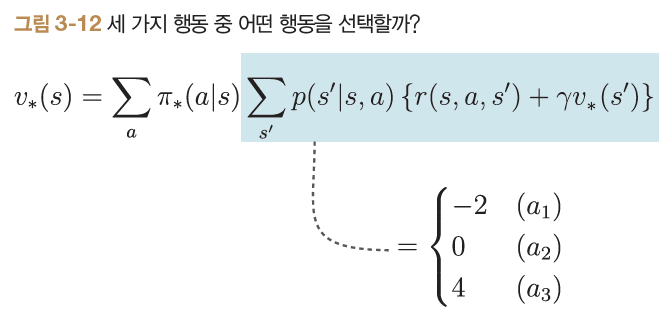 그림 3-12 세 가지 행동 중 어떤 행동을 선택할까?
v_*(s) = \sum_a \pi_*(a|s) \sum_{s'} p(s'|s, a) \{r(s, a, s') + \gamma v_*(s')\}
= \begin{cases} -2 & (a_1) \\ 0 & (a_2) \\ 4 & (a_3) \end{cases}